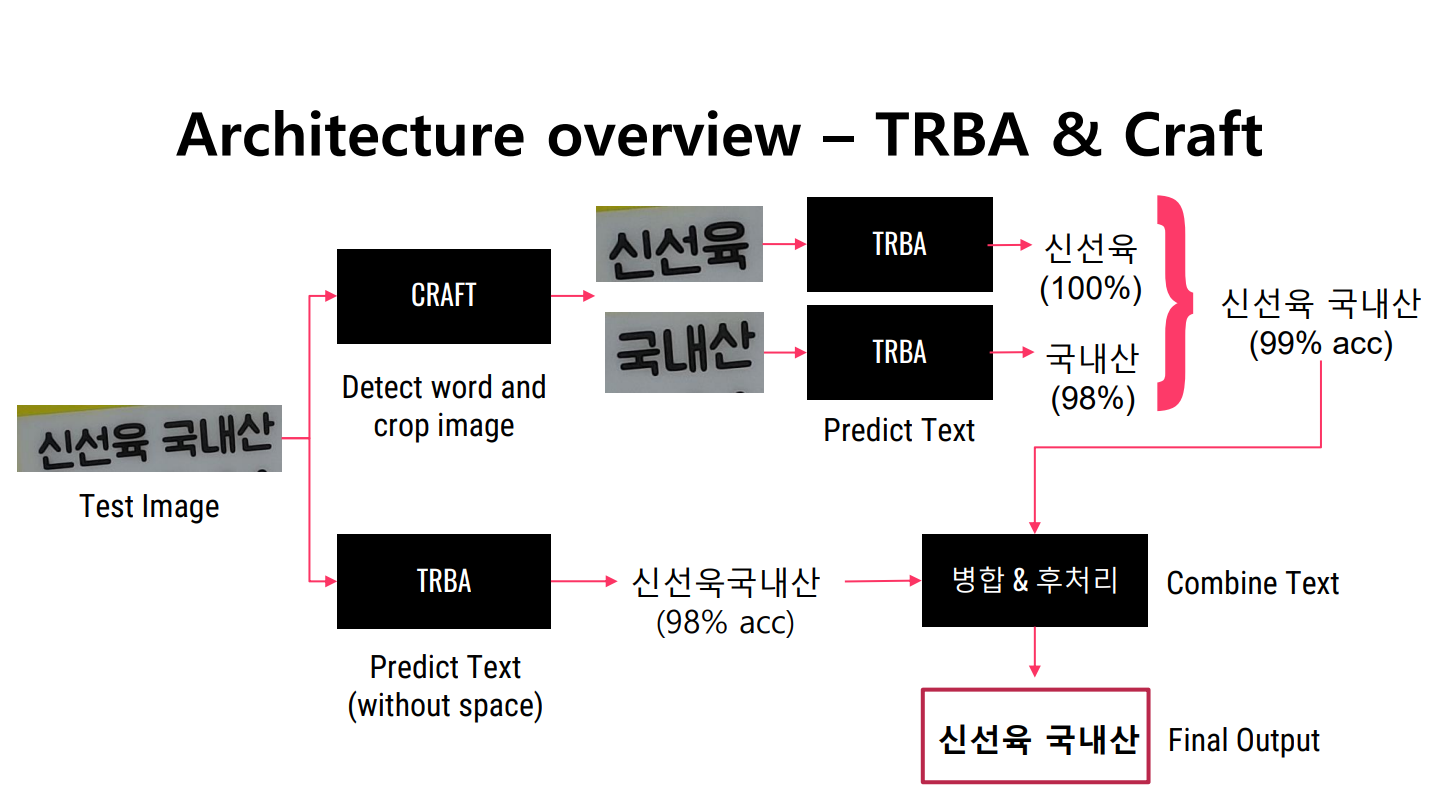 Architecture overview – TRBA & Craft
신선육 국내산
Test Image
CRAFT
Detect word and
crop image
신선육
국내산
TRBA
TRBA
Predict Text
신선육
(100%)
국내산
(98%)
}
신선육 국내산
(99% acc)
TRBA
Predict Text
(without space)
신선욱국내산
(98% acc)
병합 & 후처리
Combine Text
신선육 국내산
Final Output